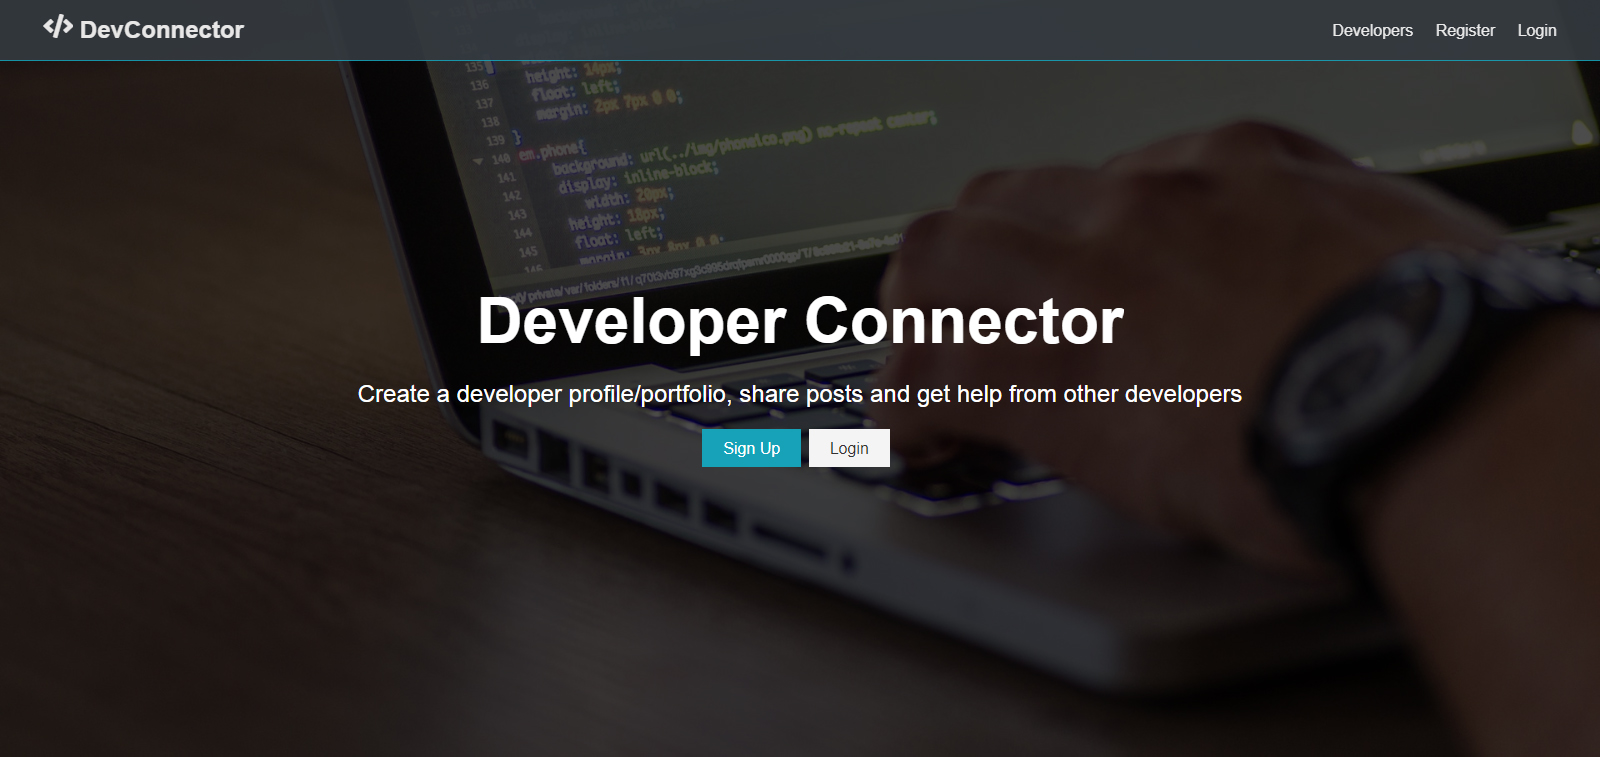 </> DevConnector
Developers Register Login
135
136 height: 14px;
137 float: left;
138 margin: 2px 7px 0 0;
139 }
140 em.phone{
141 background: url(../img/phoneico.png) no-repeat center;
142 display: inline-block;
143 width: 20px;
144 height: 18px;
145 float: left;
146 margin: 3px 8px 0 0;
Developer Connector
Create a developer profile/portfolio, share posts and get help from other developers
Sign Up Login